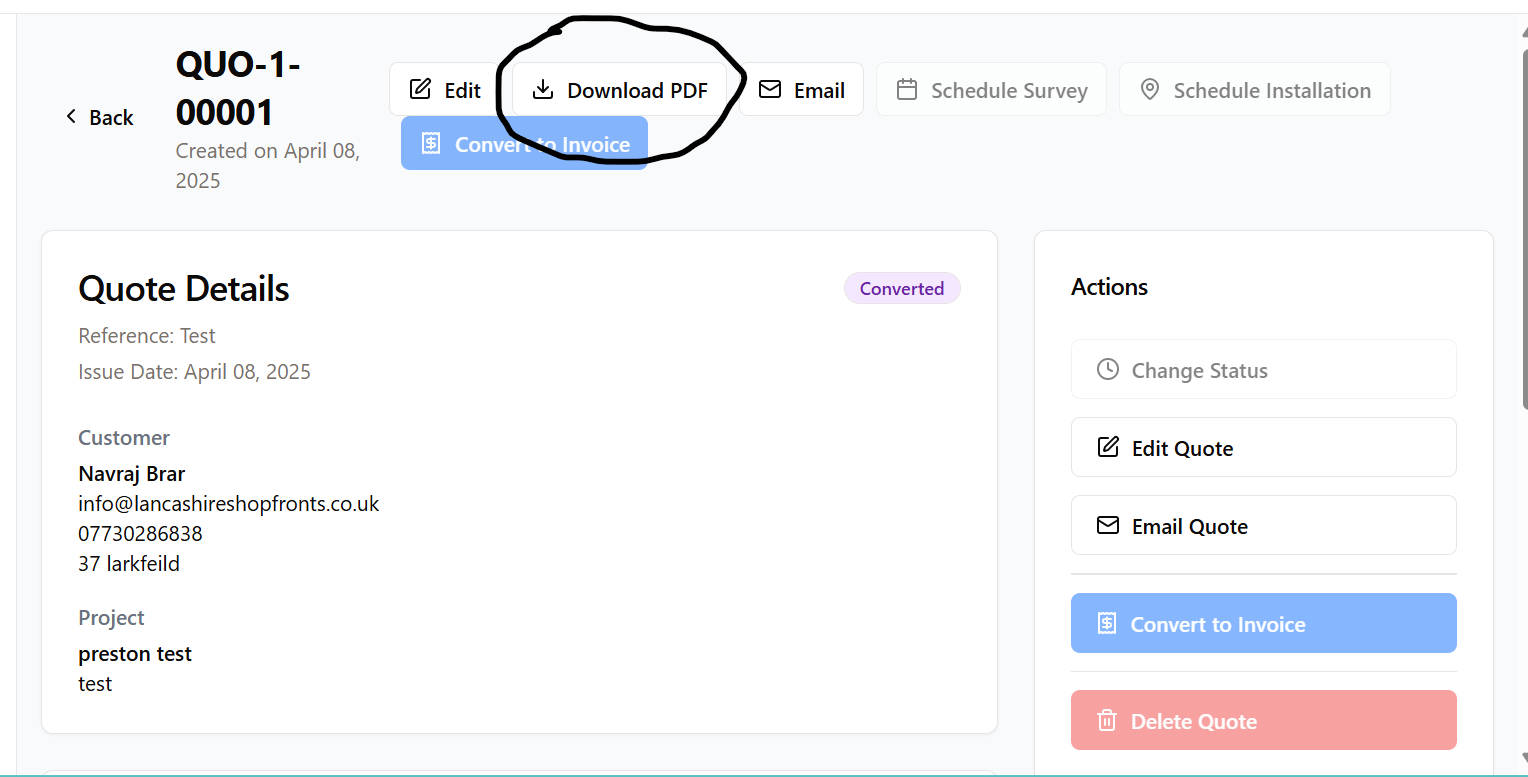 Back
QUO-1-
00001
Created on April 08,
2025
Edit
Download PDF
Email
Schedule Survey
Schedule Installation
Convert to Invoice
Quote Details
Converted
Reference: Test
Issue Date: April 08, 2025
Customer
Navraj Brar
info@lancashireshopfronts.co.uk
07730286838
37 larkfeild
Project
preston test
test
Actions
Change Status
Edit Quote
Email Quote
Convert to Invoice
Delete Quote